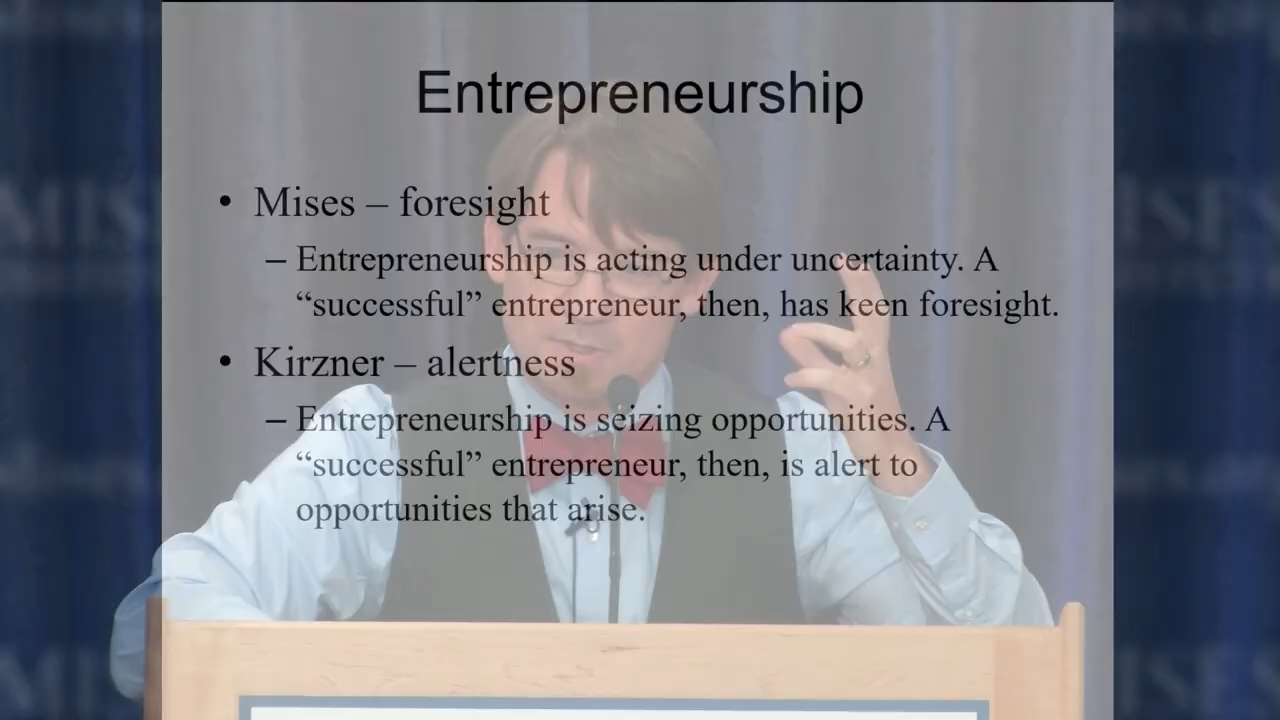 Entrepreneurship
• Mises – foresight
– Entrepreneurship is acting under uncertainty. A
“successful” entrepreneur, then, has keen foresight.
• Kirzner – alertness
– Entrepreneurship is seizing opportunities. A
“successful” entrepreneur, then, is alert to
opportunities that arise.